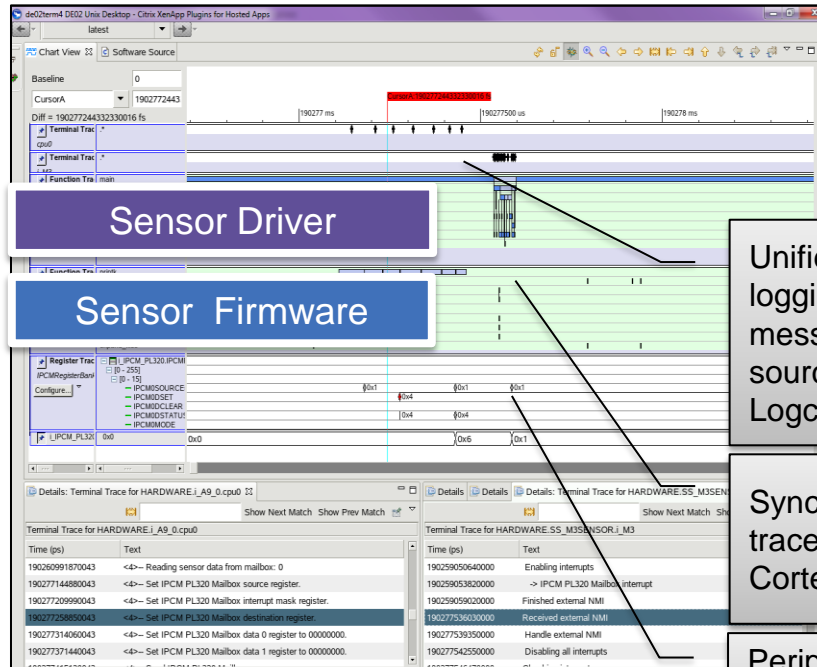 de02term4 DE02 Unix Desktop - Citrix XenApp Plugins for Hosted Apps
latest
Chart View
Software Source
Baseline 0
CursorA 1902772443
Diff = 190277244332330016 fs
CursorA:190277244332330016 fs
190277 ms 190277500 us 190278 ms
Terminal Trac .*
cpu0
Terminal Trac .*
Function Tra main
Sensor Driver
Function Tra printk
Sensor Firmware
Register Trac i_IPCM_PL320.IPCMI
IPCMRegisterBank [0 - 255]
[0 - 15]
Configure...
IPCM0SOURCE 0x1 0x1 0x1
IPCM0DSET 0x4
IPCM0DCLEAR
IPCM0DSTATUS 0x4 0x4
IPCM0MODE
i_IPCM_PL320 0x0 0x0 0x6 0x1
Unifie
loggi
mess
sourc
Logc
Sync
trace
Corte
Perip
Details: Terminal Trace for HARDWARE.i_A9_0.cpu0
Show Next Match Show Prev Match
Terminal Trace for HARDWARE.i_A9_0.cpu0
Time (ps) Text
190260991870043 <4>-- Reading sensor data from mailbox: 0
190277144880043 <4>-- Set IPCM PL320 Mailbox source register.
190277209990043 <4>-- Set IPCM PL320 Mailbox interrupt mask register.
190277258850043 <4>-- Set IPCM PL320 Mailbox destination register.
190277314060043 <4>-- Set IPCM PL320 Mailbox data 0 register to 00000000.
190277371440043 <4>-- Set IPCM PL320 Mailbox data 1 register to 00000000.
Details Details Details: Terminal Trace for HARDWARE.SS_M3SENS
Show Next Match Sh
Terminal Trace for HARDWARE.SS_M3SENSOR.i_M3
Time (ps) Text
190259050640000 Enabling interrupts
190259053820000 -> IPCM PL320 Mailbox interrupt
190259059020000 Finished external NMI
190277536030000 Received external NMI
190277539350000 Handle external NMI
190277542550000 Disabling all interrupts